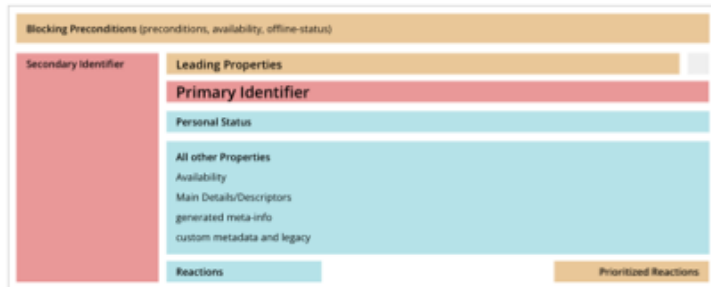 Blocking Preconditions (preconditions, availability, offline-status)
Secondary Identifier
Leading Properties
Primary Identifier
Personal Status
All other Properties
Availability
Main Details/Descriptors
generated meta-info
custom metadata and legacy
Reactions
Prioritized Reactions